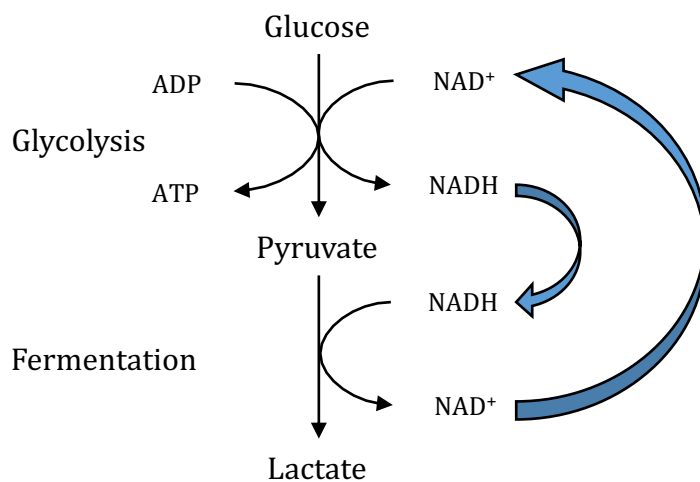 Glucose
ADP
NAD⁺
Glycolysis
ATP
NADH
Pyruvate
NADH
Fermentation
NAD⁺
Lactate